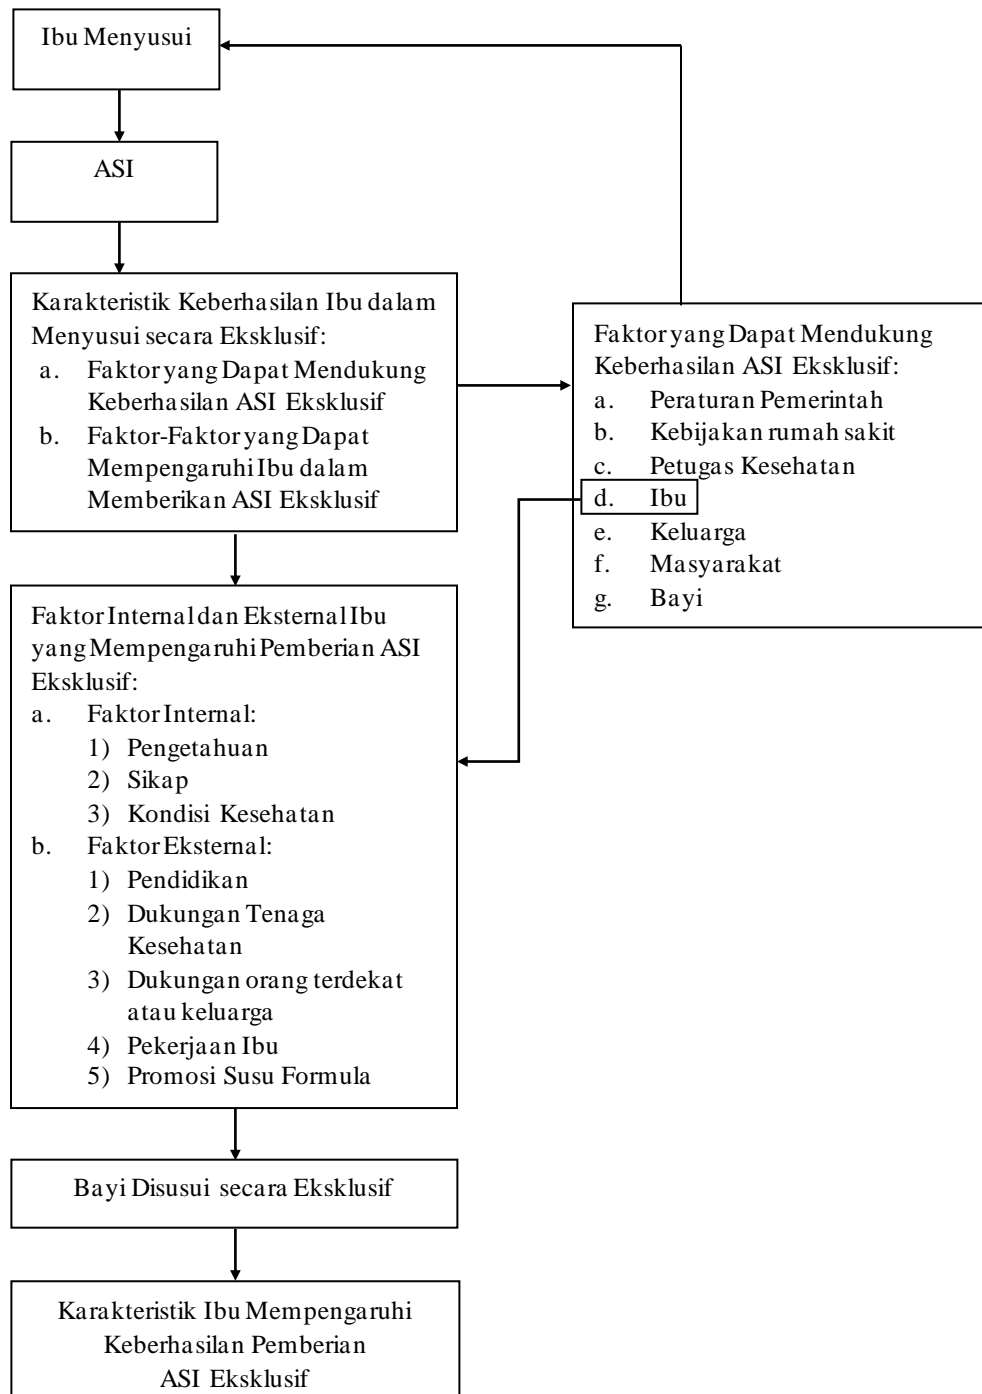 Ibu Menyusui
ASI
Karakteristik Keberhasilan Ibu dalam
Menyusui secara Eksklusif:
a. Faktor yang Dapat Mendukung
Keberhasilan ASI Eksklusif
b. Faktor-Faktor yang Dapat
Mempengaruhi Ibu dalam
Memberikan ASI Eksklusif
Faktor yang Dapat Mendukung
Keberhasilan ASI Eksklusif:
a. Peraturan Pemerintah
b. Kebijakan rumah sakit
c. Petugas Kesehatan
d. Ibu
e. Keluarga
f. Masyarakat
g. Bayi
Faktor Internal dan Eksternal Ibu
yang Mempengaruhi Pemberian ASI
Eksklusif:
a. Faktor Internal:
1) Pengetahuan
2) Sikap
3) Kondisi Kesehatan
b. Faktor Eksternal:
1) Pendidikan
2) Dukungan Tenaga
Kesehatan
3) Dukungan orang terdekat
atau keluarga
4) Pekerjaan Ibu
5) Promosi Susu Formula
Bayi Disusui secara Eksklusif
Karakteristik Ibu Mempengaruhi
Keberhasilan Pemberian
ASI Eksklusif